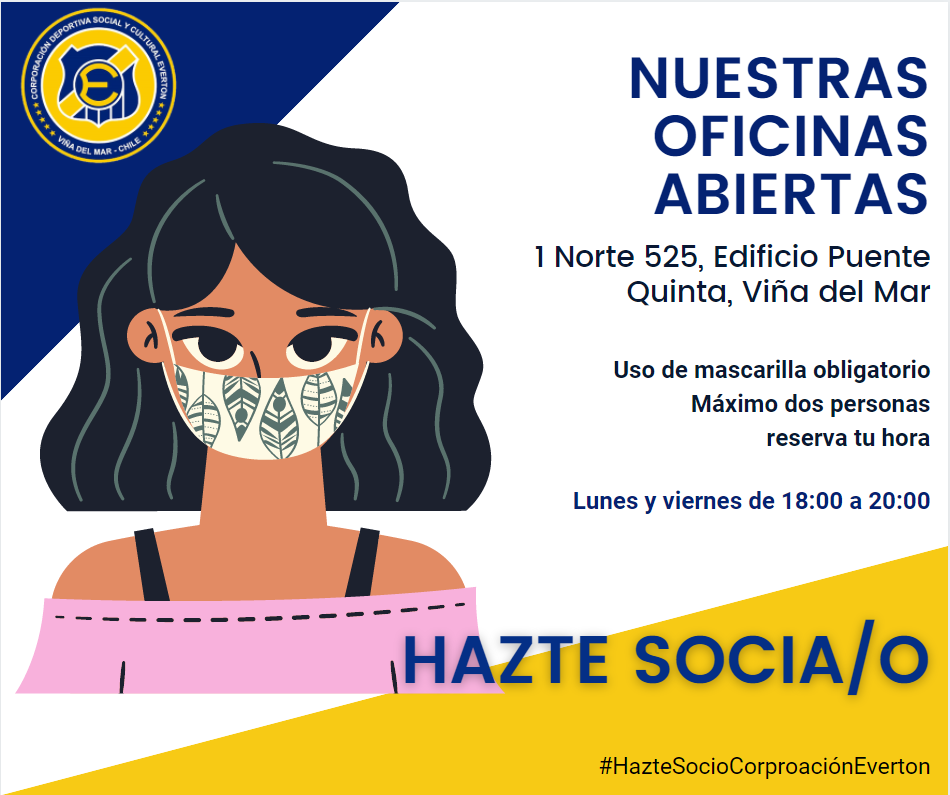 CORPORACIÓN DEPORTIVA SOCIAL Y CULTURAL EVERTON
E
VIÑA DEL MAR - CHILE
NUESTRAS
OFICINAS
ABIERTAS
1 Norte 525, Edificio Puente
Quinta, Viña del Mar
Uso de mascarilla obligatorio
Máximo dos personas
reserva tu hora
Lunes y viernes de 18:00 a 20:00
HAZTE SOCIA/O
#HazteSocioCorproaciónEverton